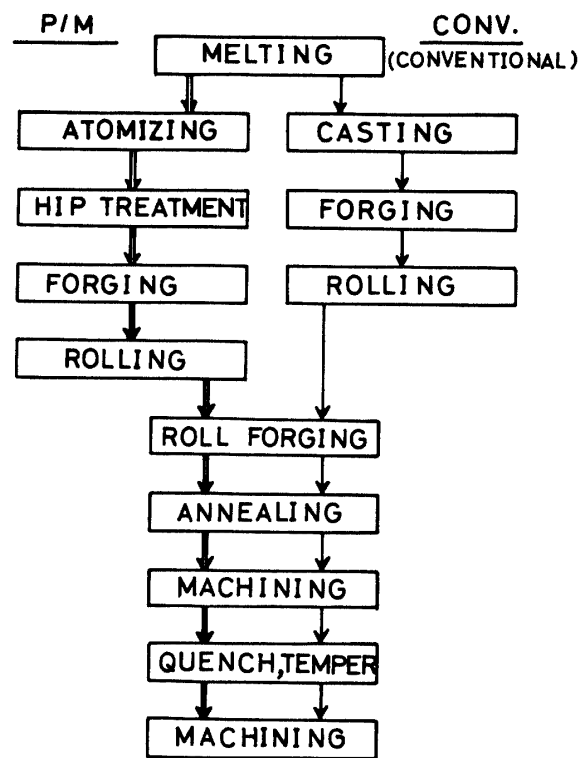 P/M
CONV.
(CONVENTIONAL)
MELTING
ATOMIZING
CASTING
HIP TREATMENT
FORGING
FORGING
ROLLING
ROLLING
ROLL FORGING
ANNEALING
MACHINING
QUENCH,TEMPER
MACHINING